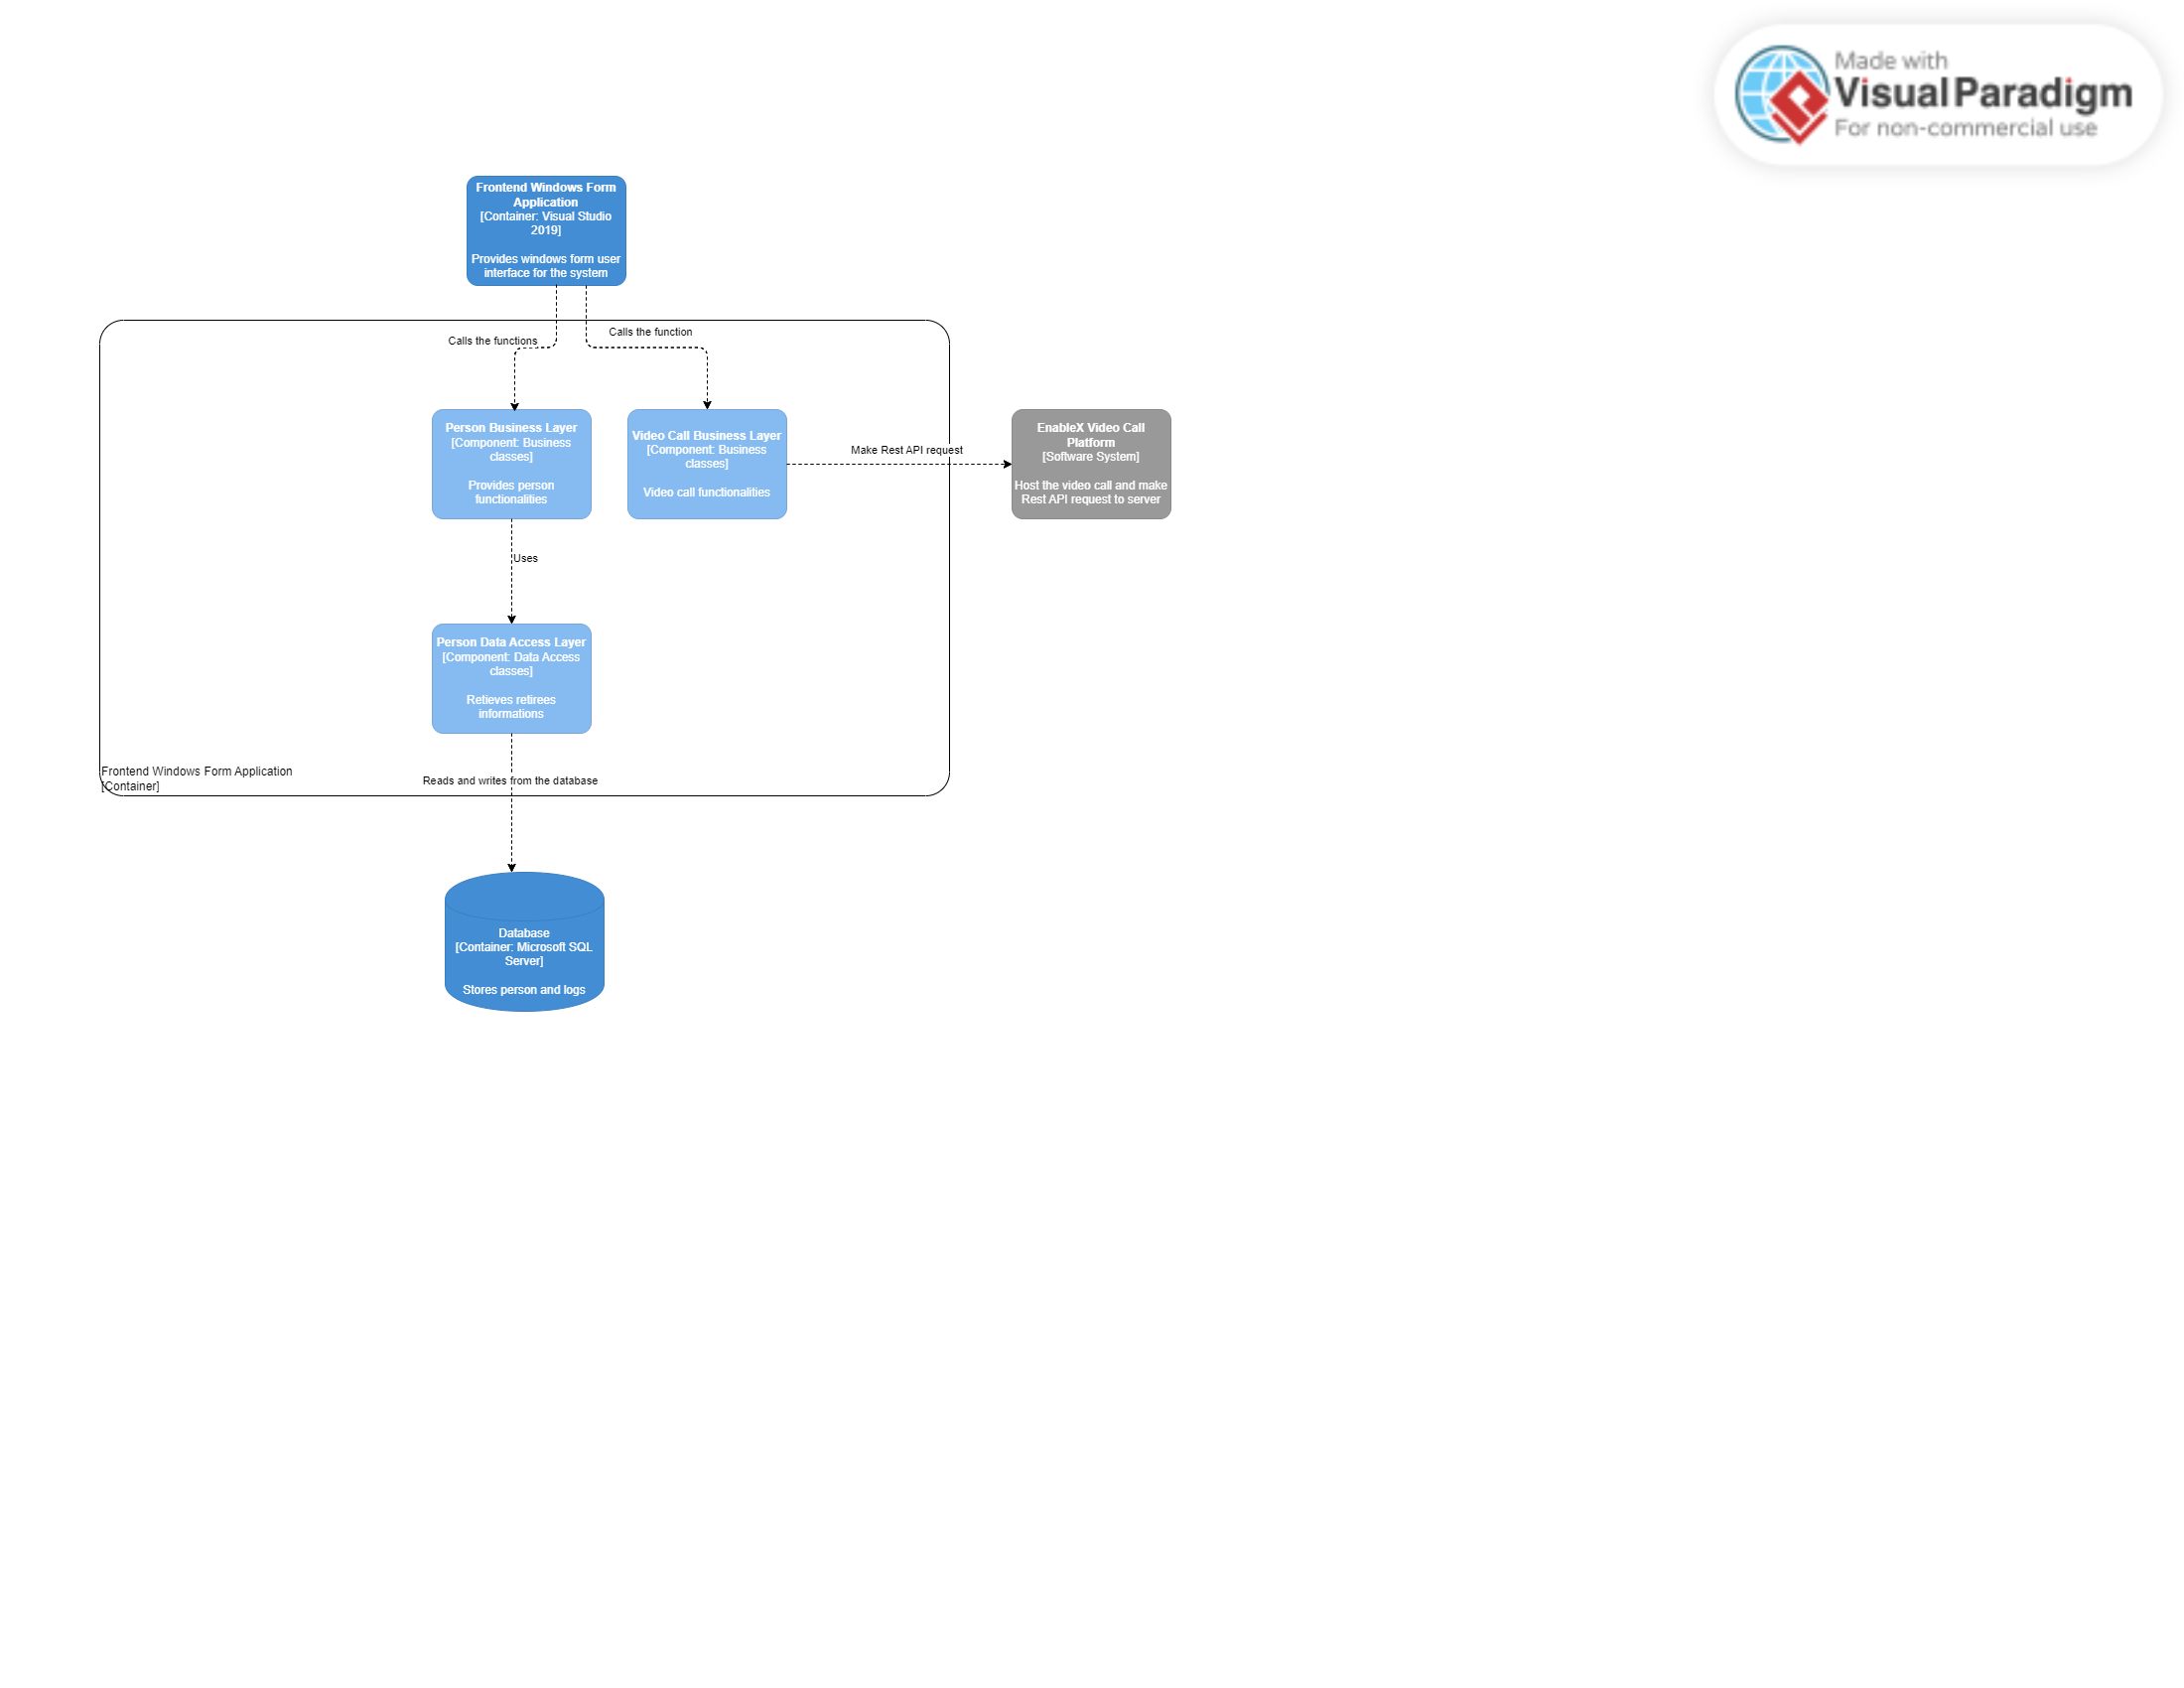 Made with
Visual Paradigm
For non-commercial use
Frontend Windows Form
Application
[Container: Visual Studio
2019]
Provides windows form user
interface for the system
Calls the functions
Calls the function
Person Business Layer
[Component: Business
classes]
Provides person
functionalities
Video Call Business Layer
[Component: Business
classes]
Video call functionalities
Make Rest API request
EnableX Video Call
Platform
[Software System]
Host the video call and make
Rest API request to server
Uses
Person Data Access Layer
[Component: Data Access
classes]
Retieves retirees
informations
Frontend Windows Form Application
[Container]
Reads and writes from the database
Database
[Container: Microsoft SQL
Server]
Stores person and logs